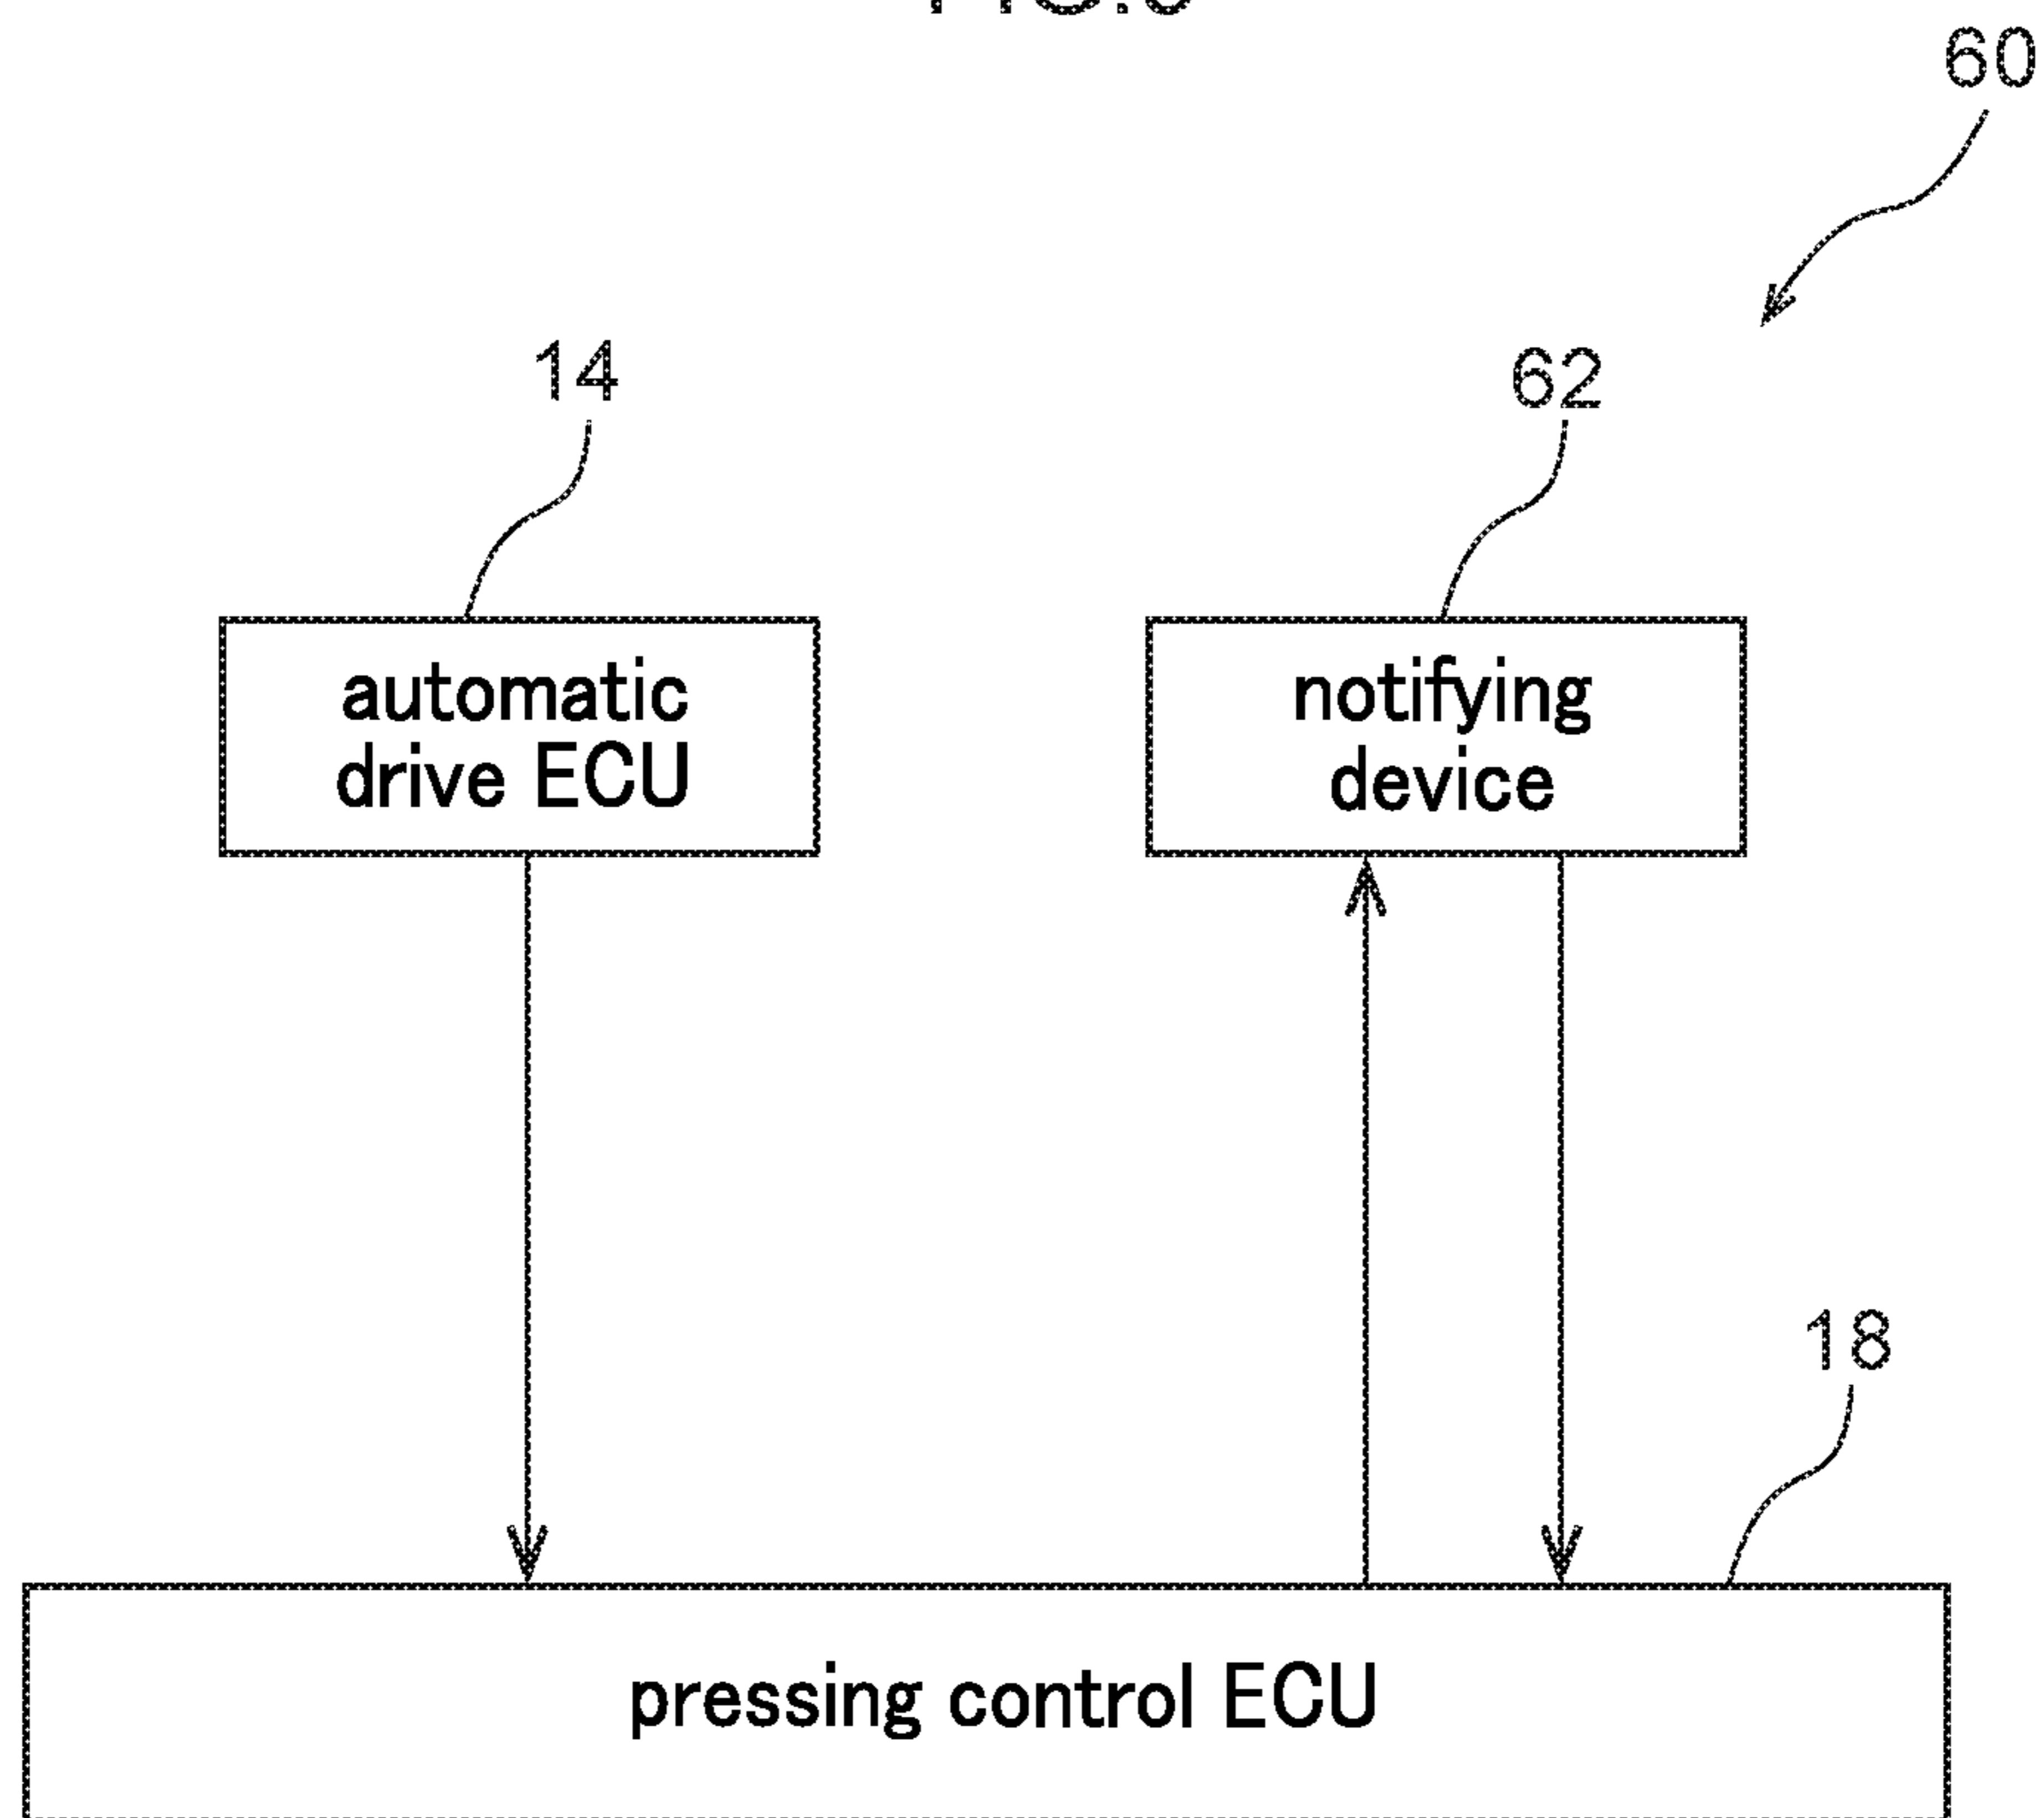 60
14
62
automatic
drive ECU
notifying
device
18
pressing control ECU